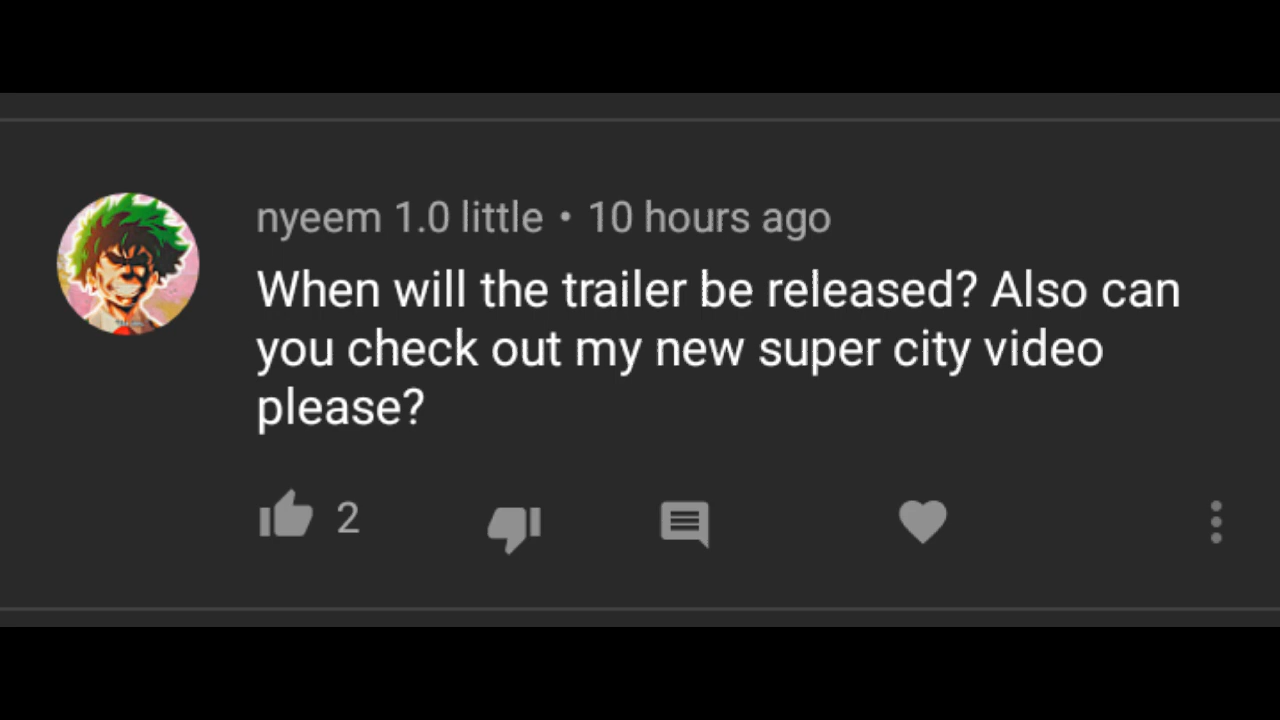 nyeem 1.0 little • 10 hours ago
When will the trailer be released? Also can
you check out my new super city video
please?
2